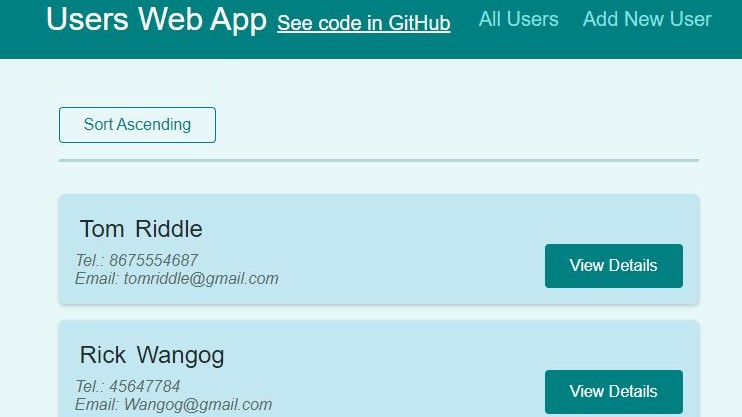 Users Web App See code in GitHub All Users Add New User
Sort Ascending
Tom Riddle
Tel.: 8675554687
Email: tomriddle@gmail.com
View Details
Rick Wangog
Tel.: 45647784
Email: Wangog@gmail.com
View Details